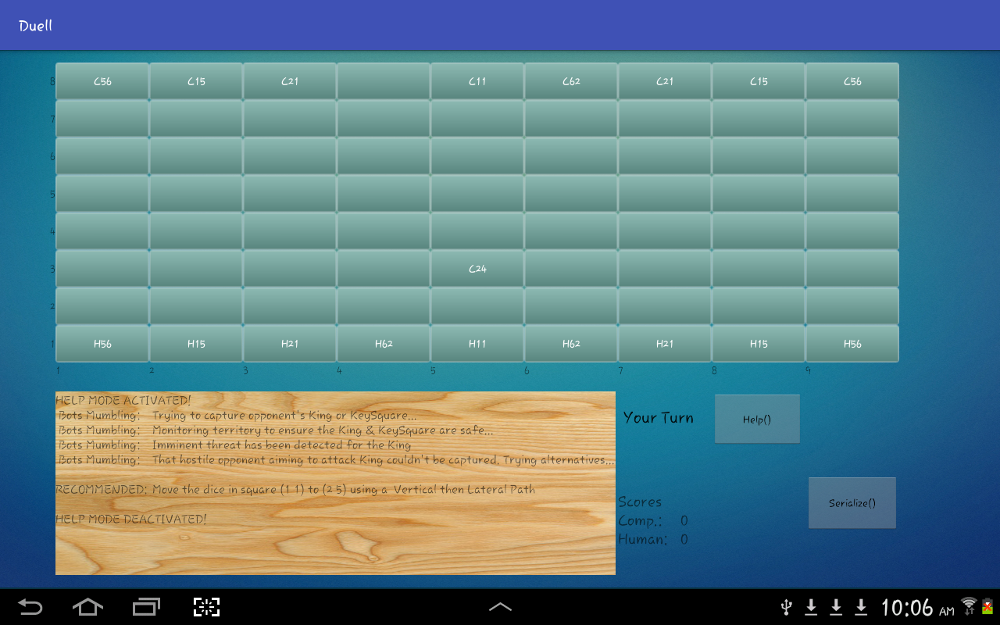 Duell
8 C56 C15 C21 C11 C62 C21 C15 C56
7
6
5
4
3 C24
2
1 H56 H15 H21 H62 H11 H62 H21 H15 H56
1 2 3 4 5 6 7 8 9
HELP MODE ACTIVATED!
Bots Mumbling: Trying to capture opponent's King or KeySquare...
Bots Mumbling: Monitoring territory to ensure the King & KeySquare are safe...
Bots Mumbling: Imminent threat has been detected for the King
Bots Mumbling: That hostile opponent aiming to attack King couldn't be captured. Trying alternatives...
RECOMMENDED: Move the dice in square (1 1) to (2 5) using a Vertical then Lateral Path
HELP MODE DEACTIVATED!
Your Turn
Help()
Serialize()
Scores
Comp.: 0
Human: 0
10:06 AM